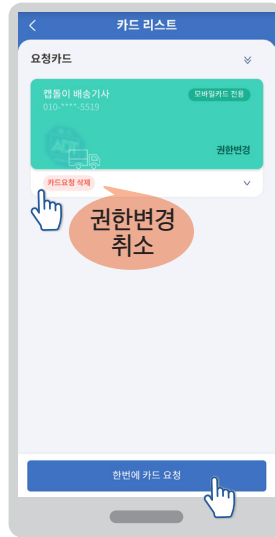 카드 리스트
요청카드
캡틀이 배송기사
모바일카드 전용
010-****-5519
ACT
권한변경
카드요청 삭제
권한변경
취소
한번에 카드 요청